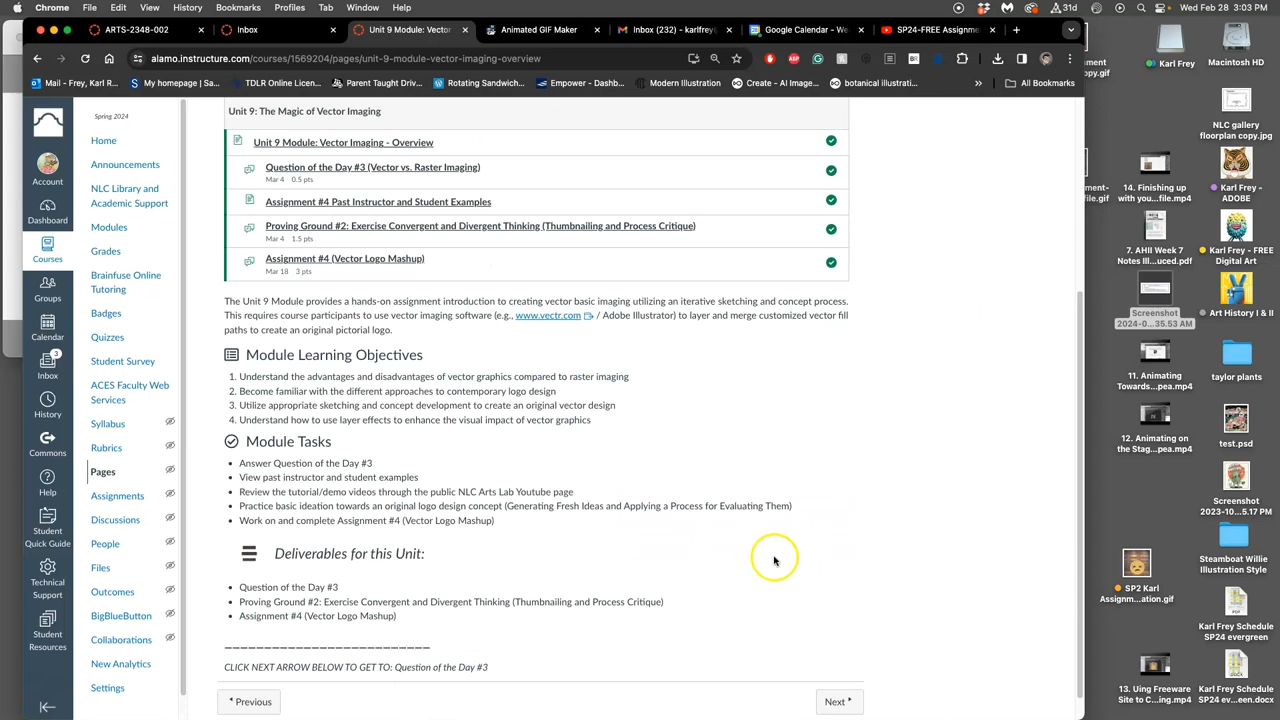 Chrome File Edit View History Bookmarks Profiles Tab Window Help
31d Wed Feb 28 3:03 PM
ARTS-2348-002
Inbox
Unit 9 Module: Vector
Animated GIF Maker
Inbox (232) - karlfrey@
Google Calendar - We
SP24-FREE Assignme
alamo.instructure.com/courses/1569204/pages/unit-9-module-vector-imaging-overview
Mail - Frey, Karl R...
My homepage | Sa...
TDLR Online Licen...
Parent Taught Drive...
Creating Sandwich...
Empower - Dashb...
Modern Illustration...
Create - AI Image...
botanical illustrati...
»
All Bookmarks
Account
Dashboard
Courses
Groups
Calendar
3
Inbox
History
Commons
Help
Student
Quick Guide
Technical
Support
Student
Resources
Spring 2024
Home
Announcements
NLC Library and
Academic Support
Modules
Grades
Brainfuse Online
Tutoring
Badges
Quizzes
Student Survey
ACES Faculty Web
Services
Syllabus
Rubrics
Pages
Assignments
Discussions
People
Files
Outcomes
BigBlueButton
Collaborations
New Analytics
Settings
Unit 9: The Magic of Vector Imaging
Unit 9 Module: Vector Imaging - Overview
Question of the Day #3 (Vector vs. Raster Imaging)
Mar 4 0.5 pts
Assignment #4 Past Instructor and Student Examples
Proving Ground #2: Exercise Convergent and Divergent Thinking (Thumbnailing and Process Critique)
Mar 4 1.5 pts
Assignment #4 (Vector Logo Mashup)
Mar 18 3 pts
The Unit 9 Module provides a hands-on assignment introduction to creating vector basic imaging utilizing an iterative sketching and concept process.
This requires course participants to use vector imaging software (e.g., www.vectr.com / Adobe Illustrator) to layer and merge customized vector fill
paths to create an original pictorial logo.
Module Learning Objectives
1. Understand the advantages and disadvantages of vector graphics compared to raster imaging
2. Become familiar with the different approaches to contemporary logo design
3. Utilize appropriate sketching and concept development to create an original vector design
4. Understand how to use layer effects to enhance the visual impact of vector graphics
Module Tasks
• Answer Question of the Day #3
• View past instructor and student examples
• Review the tutorial/demo videos through the public NLC Arts Lab Youtube page
• Practice basic ideation towards an original logo design concept (Generating Fresh Ideas and Applying a Process for Evaluating Them)
• Work on and complete Assignment #4 (Vector Logo Mashup)
Deliverables for this Unit:
• Question of the Day #3
• Proving Ground #2: Exercise Convergent and Divergent Thinking (Thumbnailing and Process Critique)
• Assignment #4 (Vector Logo Mashup)
___________________________
CLICK NEXT ARROW BELOW TO GET TO: Question of the Day #3
Previous
Next
Karl Frey
Macintosh HD
NLC gallery
floorplan copy.jpg
14. Finishing up
with you...file.mp4
Karl Frey -
ADOBE
7. AHII Week 7
Notes Ill...uced.pdf
Karl Frey - FREE
Digital Art
Screenshot
2024-0...35.53 AM
Art History I & II
11. Animating
Towards...pea.mp4
taylor plants
12. Animating on
the Stag...pea.mp4
test.psd
Screenshot
2023-10...5.17 PM
Steamboat Willie
Illustration Style
SP2 Karl
Assignm...ation.gif
Karl Frey Schedule
SP24 evergreen
13. Uing Freeware
Site to C...ing.mp4
Karl Frey Schedule
SP24 ev...een.docx